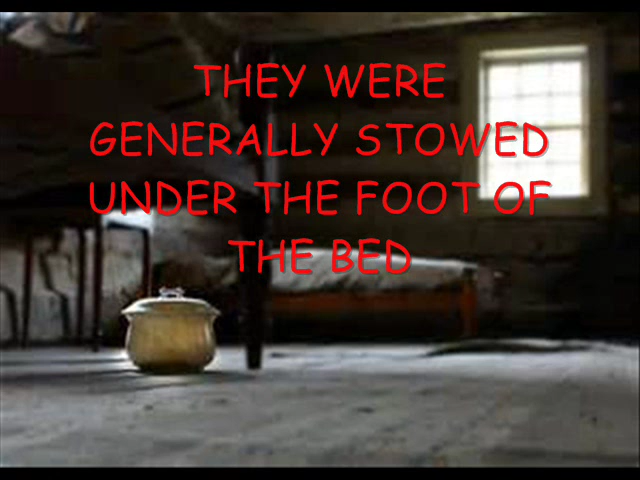 THEY WERE
GENERALLY STOWED
UNDER THE FOOT OF
THE BED